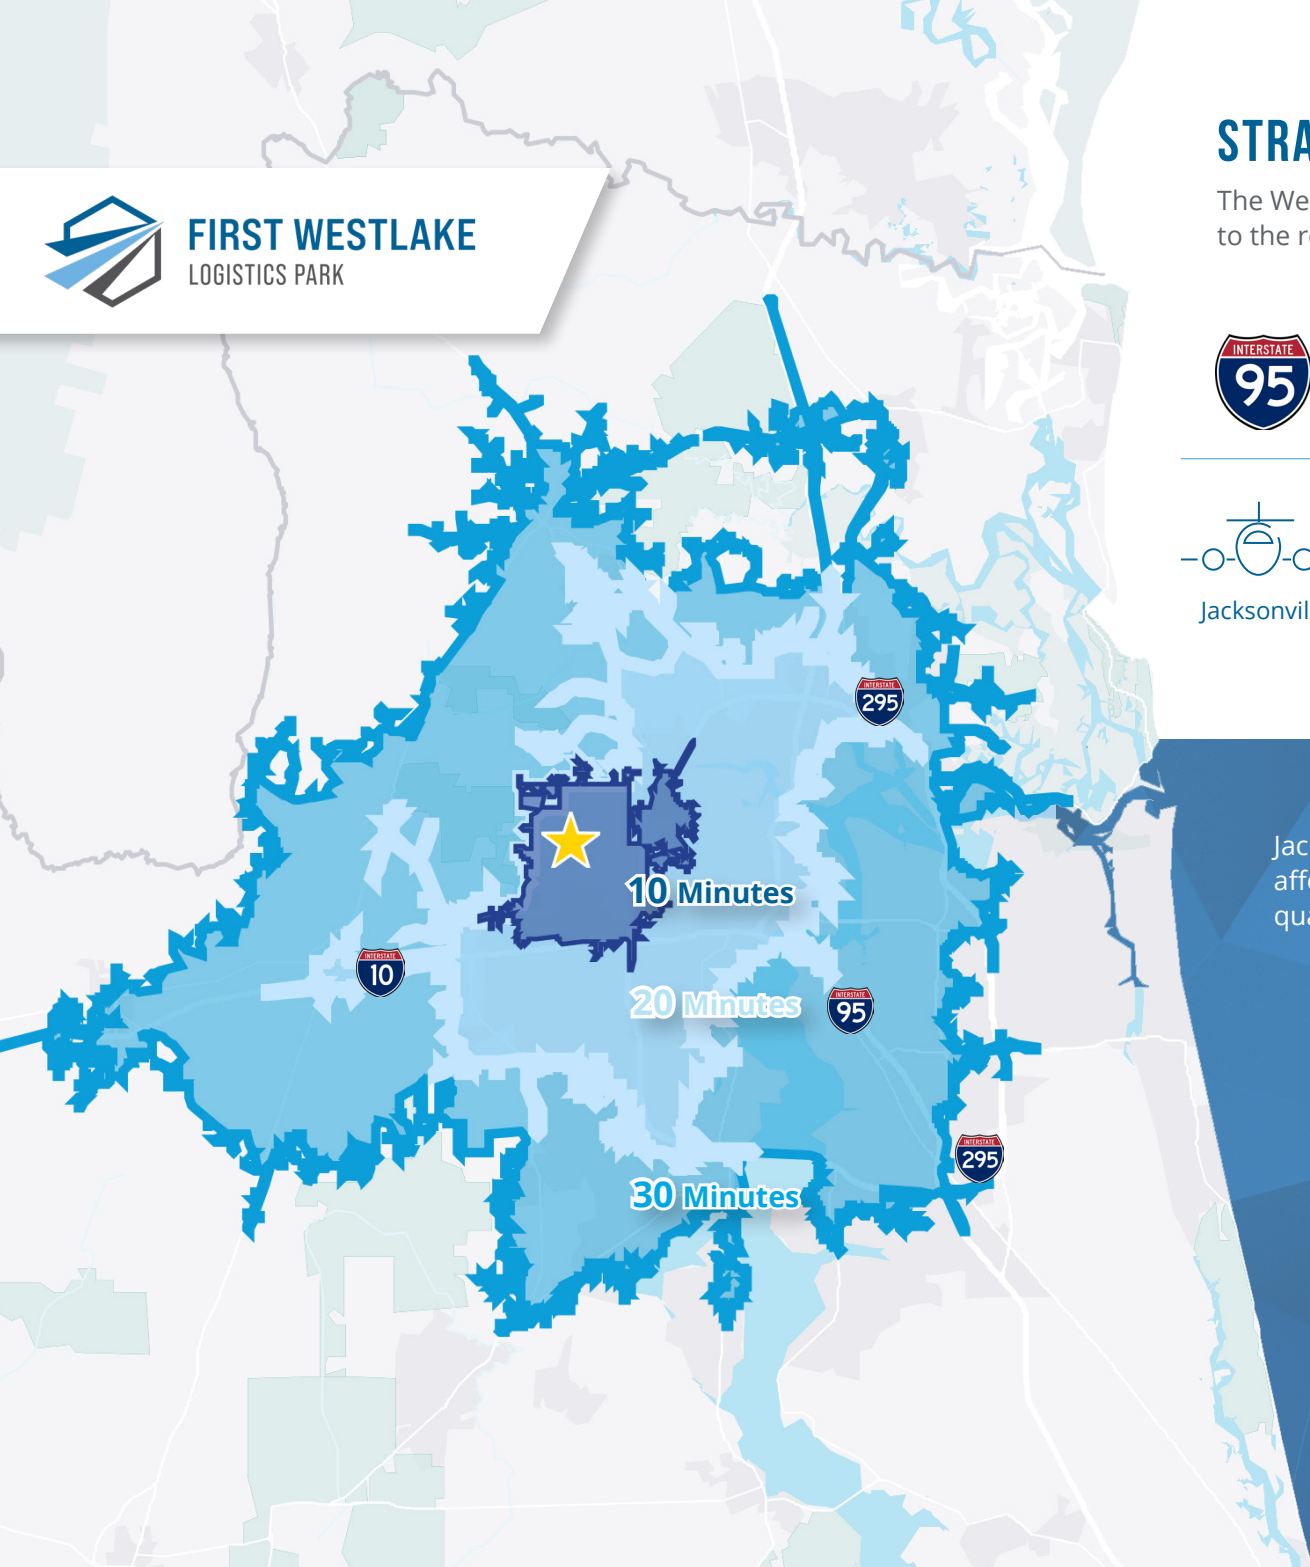 FIRST WESTLAKE
LOGISTICS PARK
INTERSTATE
295
10 Minutes
INTERSTATE
10
20 Minutes
INTERSTATE
95
INTERSTATE
295
30 Minutes
STRA
The We
to the r
INTERSTATE
95
Jacksonvil
Jac
aff
qua